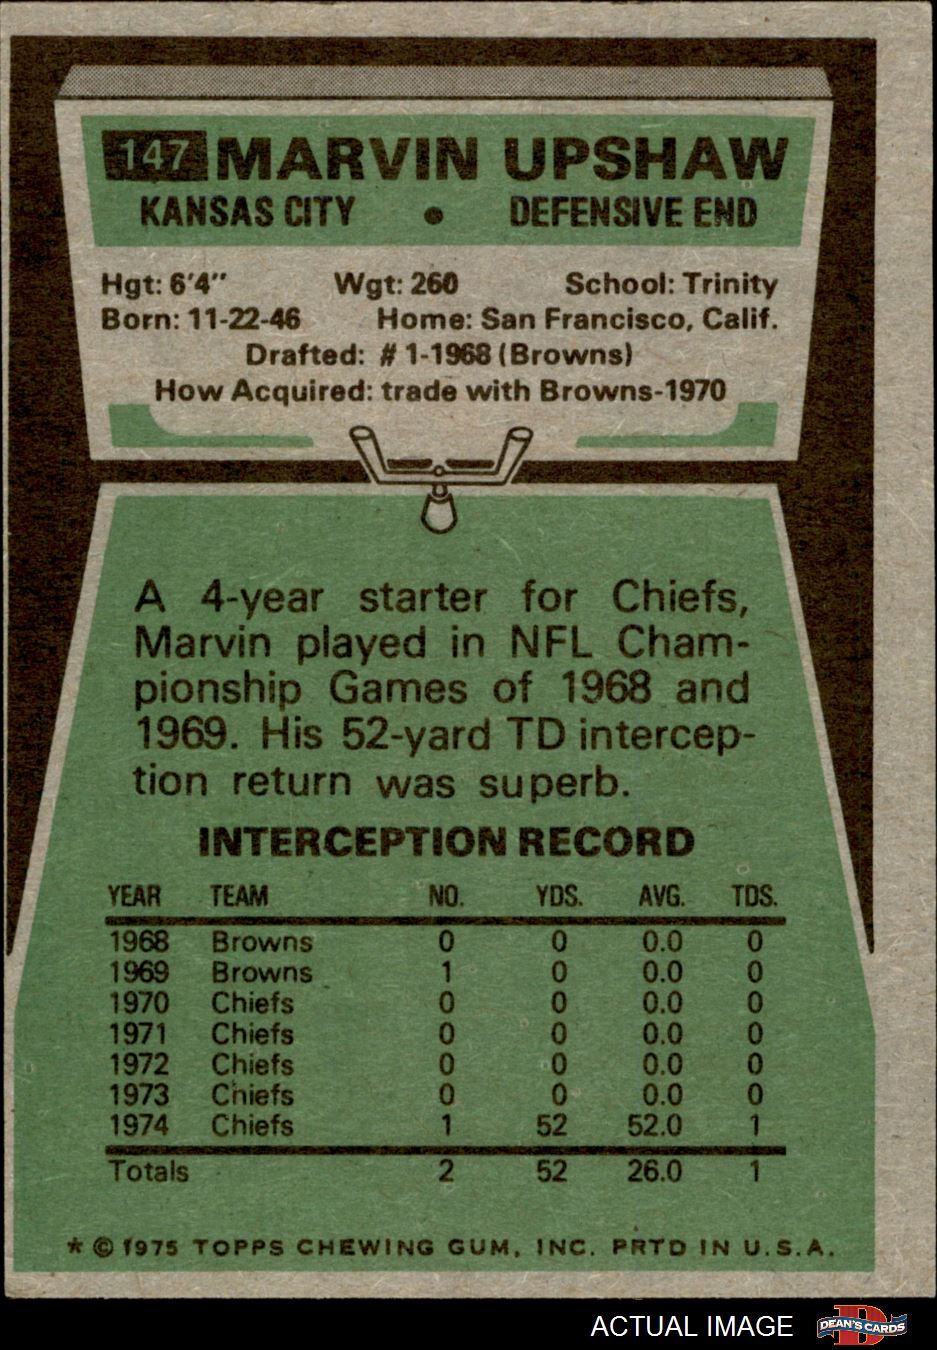 147 MARVIN UPSHAW
KANSAS CITY • DEFENSIVE END
Hgt: 6'4" Wgt: 260 School: Trinity
Born: 11-22-46 Home: San Francisco, Calif.
Drafted: #1-1968 (Browns)
How Acquired: trade with Browns-1970
A 4-year starter for Chiefs,
Marvin played in NFL Cham-
pionship Games of 1968 and
1969. His 52-yard TD intercep-
tion return was superb.
INTERCEPTION RECORD
YEAR TEAM NO. YDS. AVG. TDS.
1968 Browns 0 0 0.0 0
1969 Browns 1 0 0.0 0
1970 Chiefs 0 0 0.0 0
1971 Chiefs 0 0 0.0 0
1972 Chiefs 0 0 0.0 0
1973 Chiefs 0 0 0.0 0
1974 Chiefs 1 52 52.0 1
Totals 2 52 26.0 1
* © 1975 TOPPS CHEWING GUM, INC. PRTD IN U.S.A.
ACTUAL IMAGE D DEAN'S CARDS